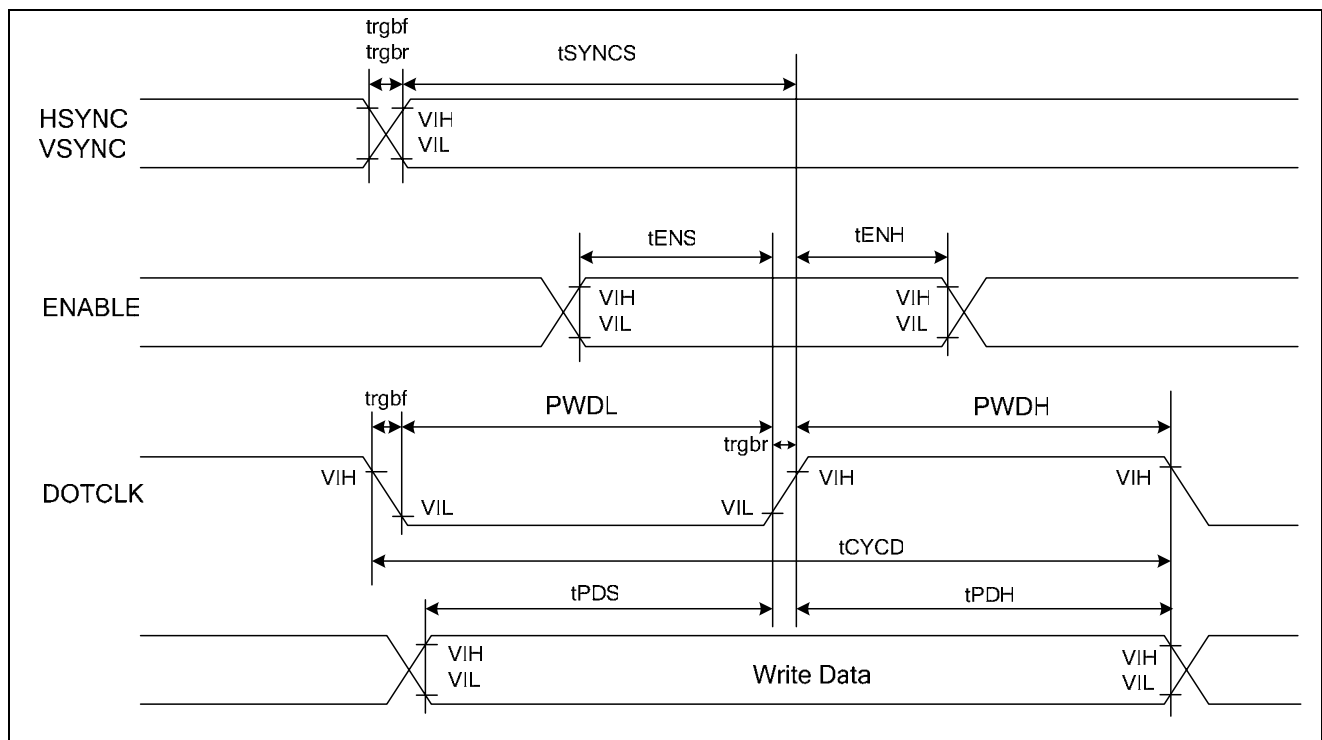 trgbf
trgbr
tSYNCS
HSYNC
VSYNC
VIH
VIL
tENS
tENH
ENABLE
VIH
VIL
VIH
VIL
trgbf
PWDL
PWDH
trgbr
DOTCLK
VIH
VIL
VIL
VIH
VIH
tCYCD
tPDS
tPDH
VIH
VIL
Write Data
VIH
VIL